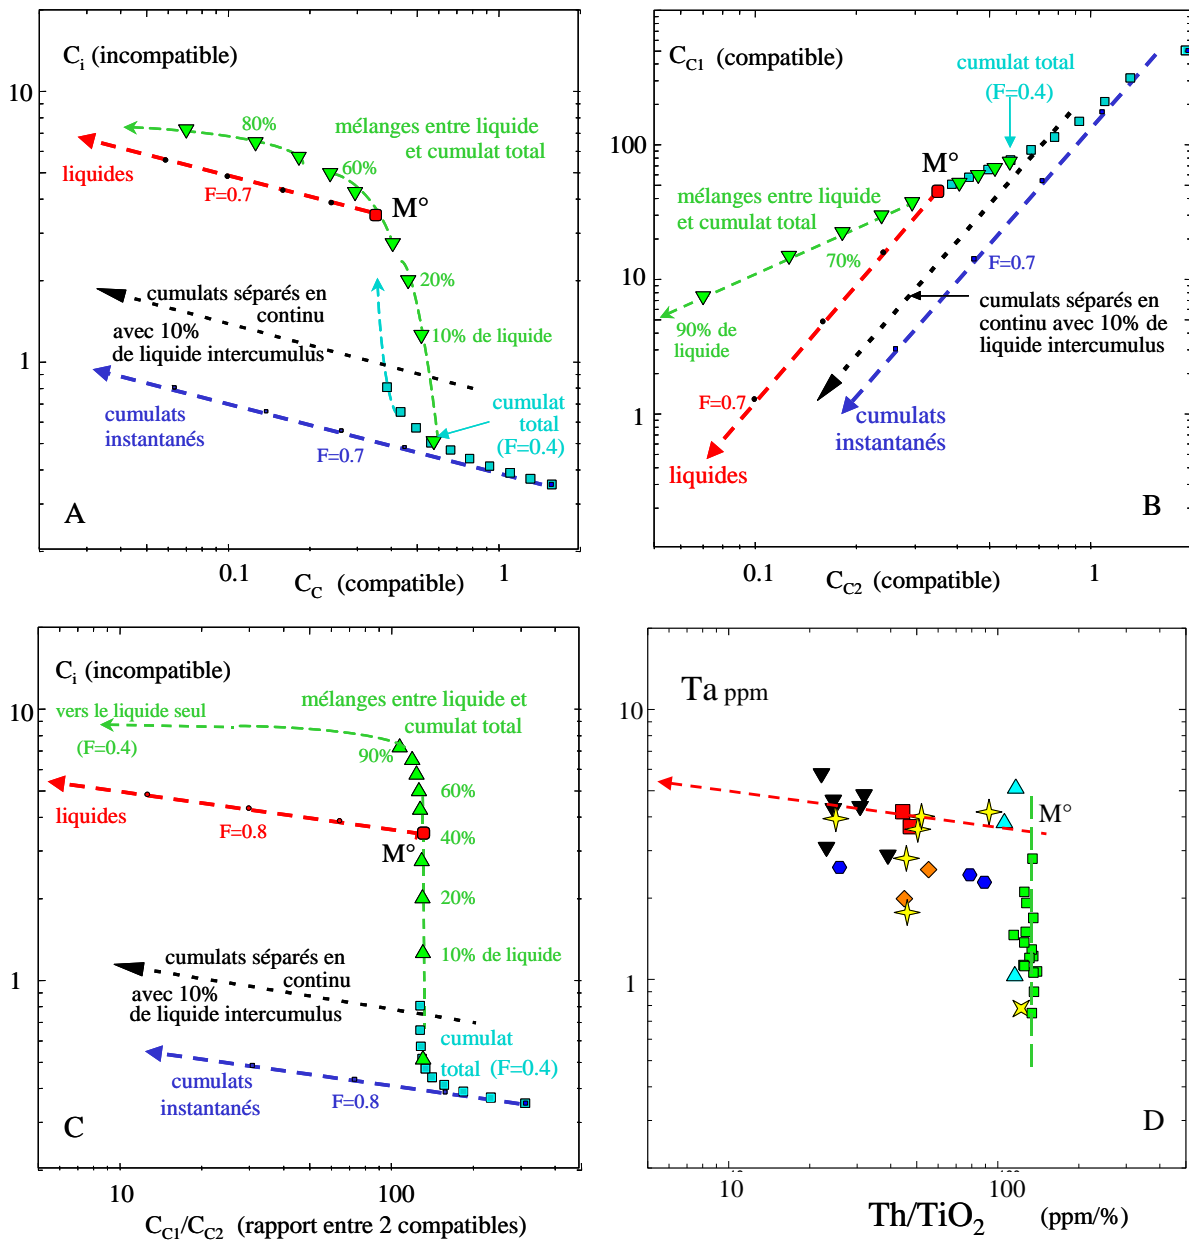 C_i (incompatible)
10
80%
mélanges entre liquide
et cumulat total
60%
liquides
F=0.7
M°
20%
cumulats séparés en
continu
avec 10%
de liquide intercumulus
10% de liquide
1
cumulats
instantanés
F=0.7
cumulat
total
(F=0.4)
A
0.1
1
C_C (compatible)
C_C1 (compatible)
cumulat total
(F=0.4)
100
M°
mélanges entre liquide
et cumulat total
70%
F=0.7
10
90% de
liquide
cumulats séparés en
continu avec 10% de
liquide intercumulus
F=0.7
1
cumulats
instantanés
liquides
B
0.1
1
C_C2 (compatible)
C_i (incompatible)
mélanges entre liquide et
cumulat total
vers le liquide seul
10
(F=0.4)
90%
60%
liquides
F=0.8
M°
40%
20%
cumulats séparés en
continu
10% de liquide
1
avec 10%
de liquide intercumulus
cumulat
total (F=0.4)
cumulats
instantanés
F=0.8
C
10
100
C_C1/C_C2 (rapport entre 2 compatibles)
Ta ppm
10
M°
1
D
10
100
Th/TiO2 (ppm/%)